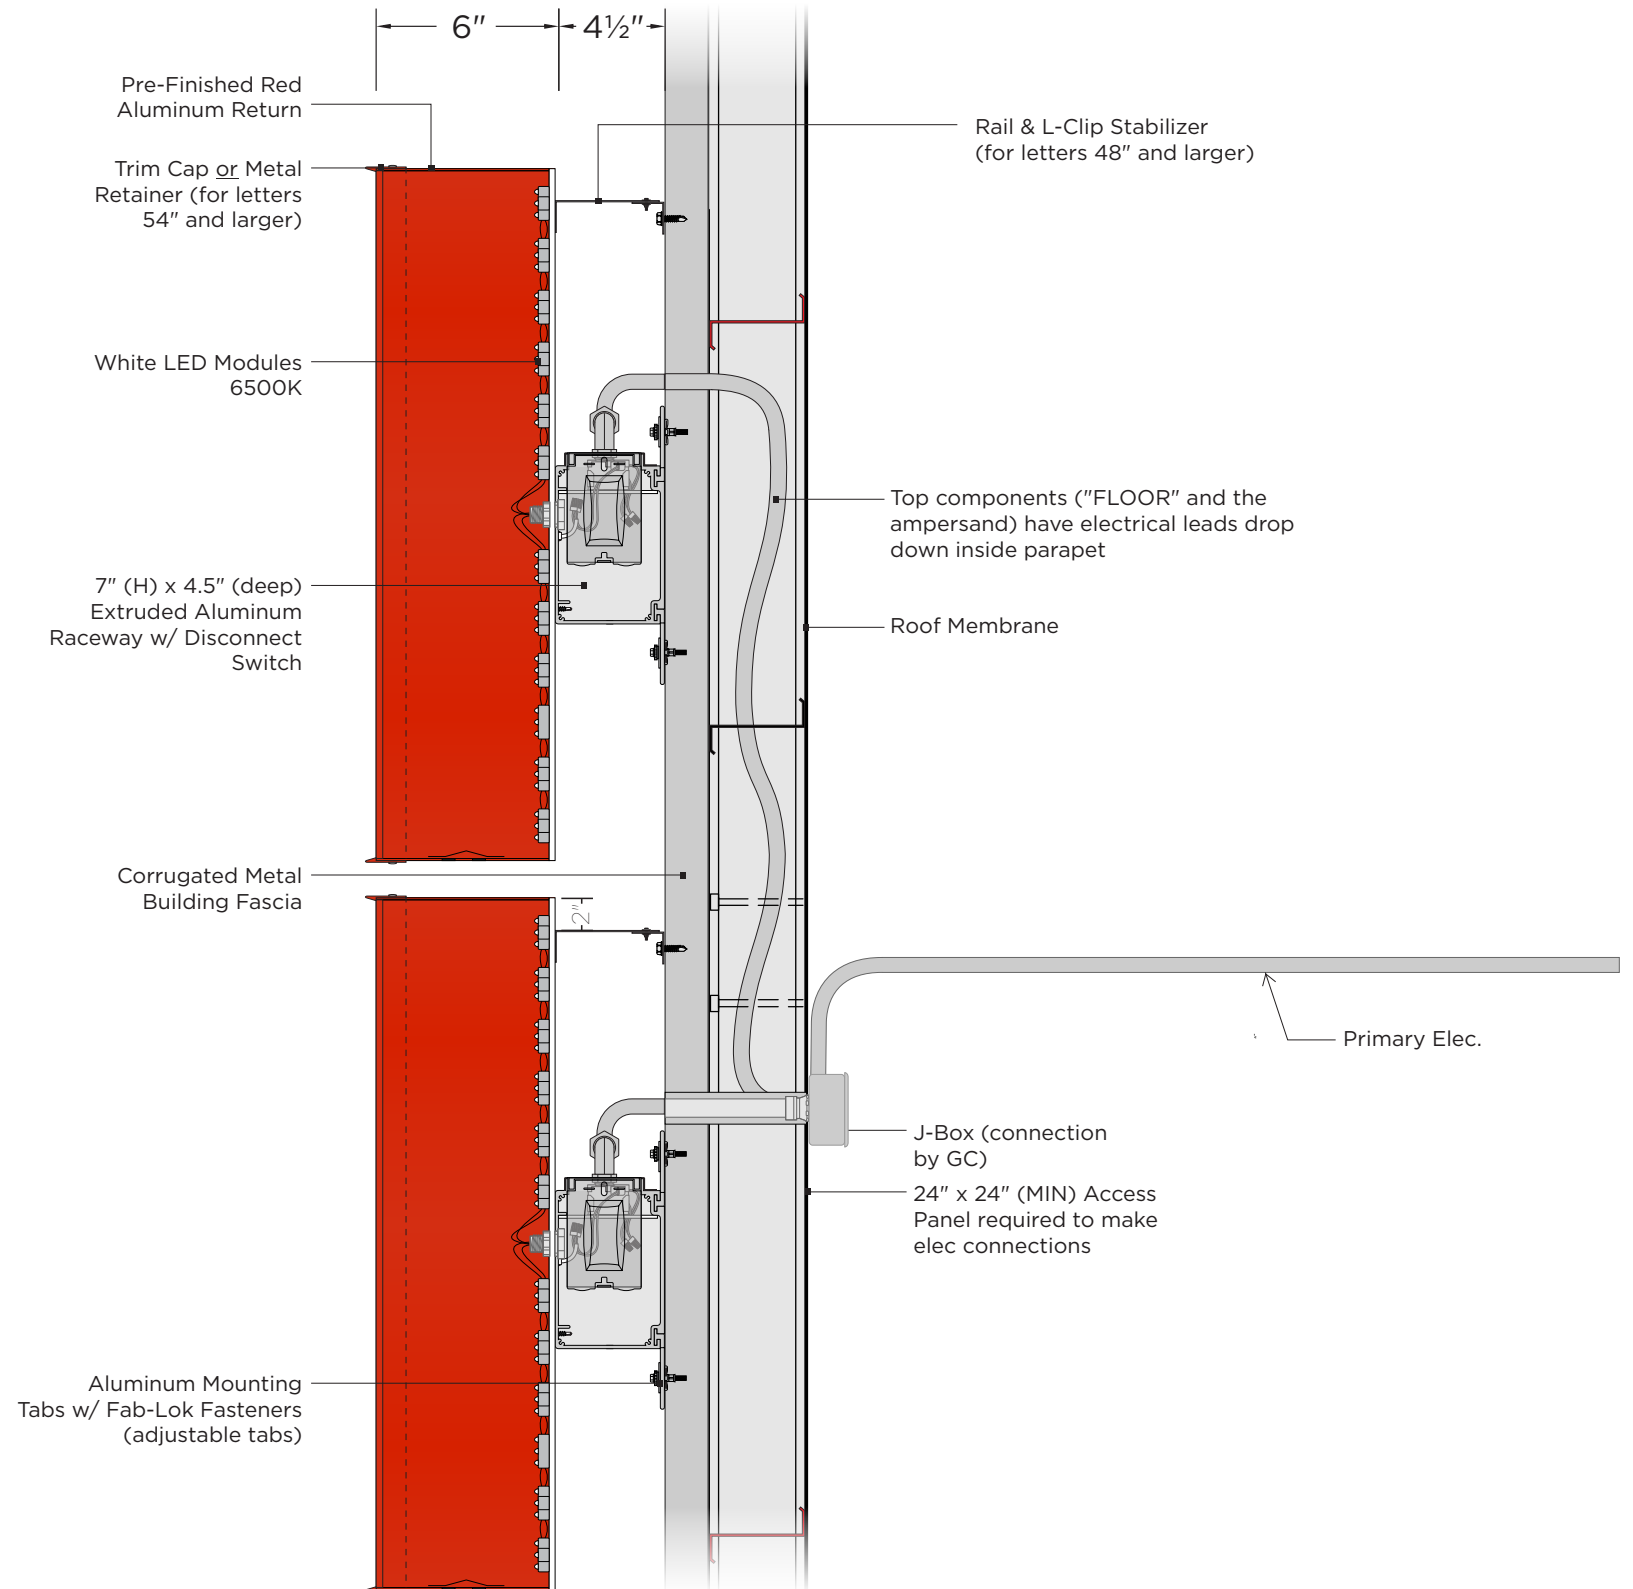 6" 4½"
Pre-Finished Red
Aluminum Return
Rail & L-Clip Stabilizer
(for letters 48" and larger)
Trim Cap or Metal
Retainer (for letters
54" and larger)
White LED Modules
6500K
Top components ("FLOOR" and the
ampersand) have electrical leads drop
down inside parapet
7" (H) x 4.5" (deep)
Extruded Aluminum
Raceway w/ Disconnect
Switch
Roof Membrane
Corrugated Metal
Building Fascia
2"
Primary Elec.
J-Box (connection
by GC)
24" x 24" (MIN) Access
Panel required to make
elec connections
Aluminum Mounting
Tabs w/ Fab-Lok Fasteners
(adjustable tabs)